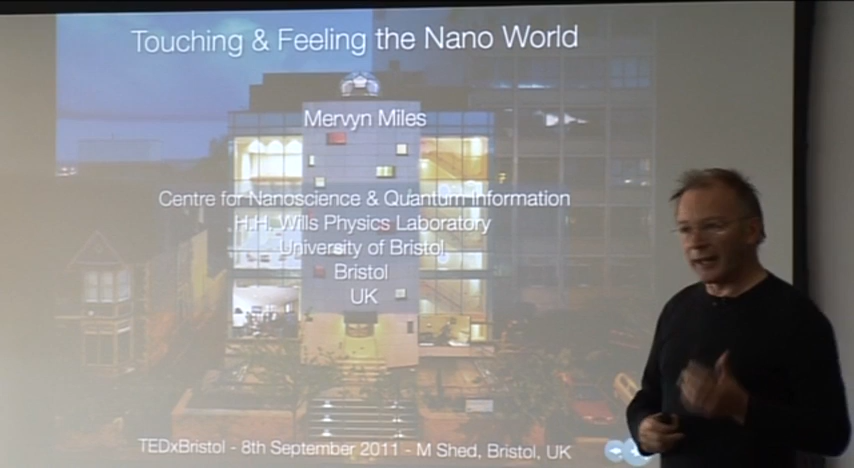 Touching & Feeling the Nano World
Mervyn Miles
Centre for Nanoscience & Quantum Information
H.H. Wills Physics Laboratory
University of Bristol
Bristol
UK
TEDxBristol - 8th September 2011 - M Shed, Bristol, UK